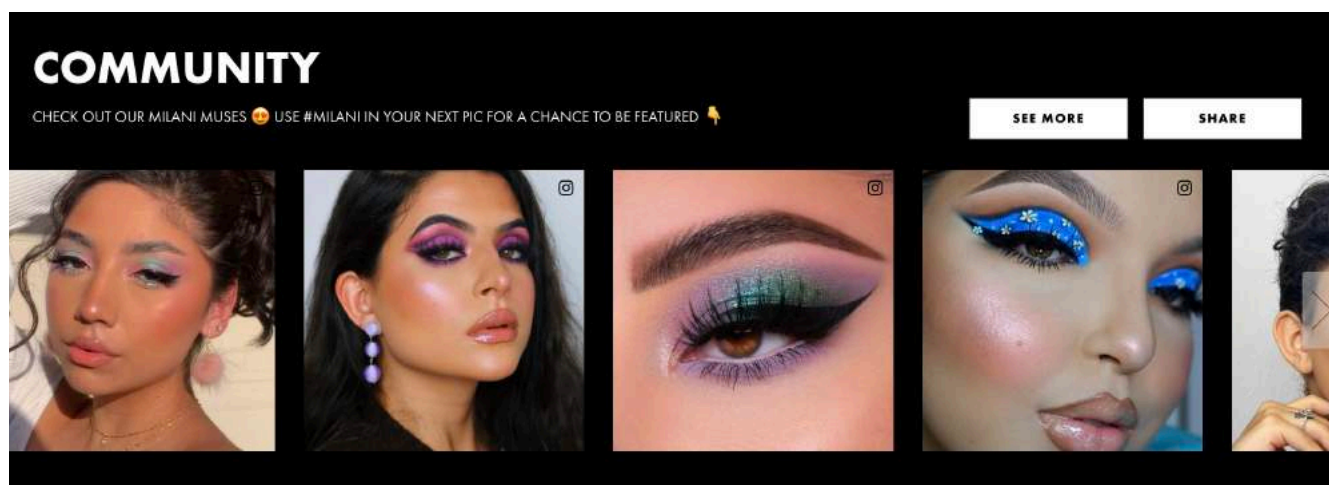 COMMUNITY
CHECK OUT OUR MILANI MUSES 😍 USE #MILANI IN YOUR NEXT PIC FOR A CHANCE TO BE FEATURED 👇
SEE MORE
SHARE